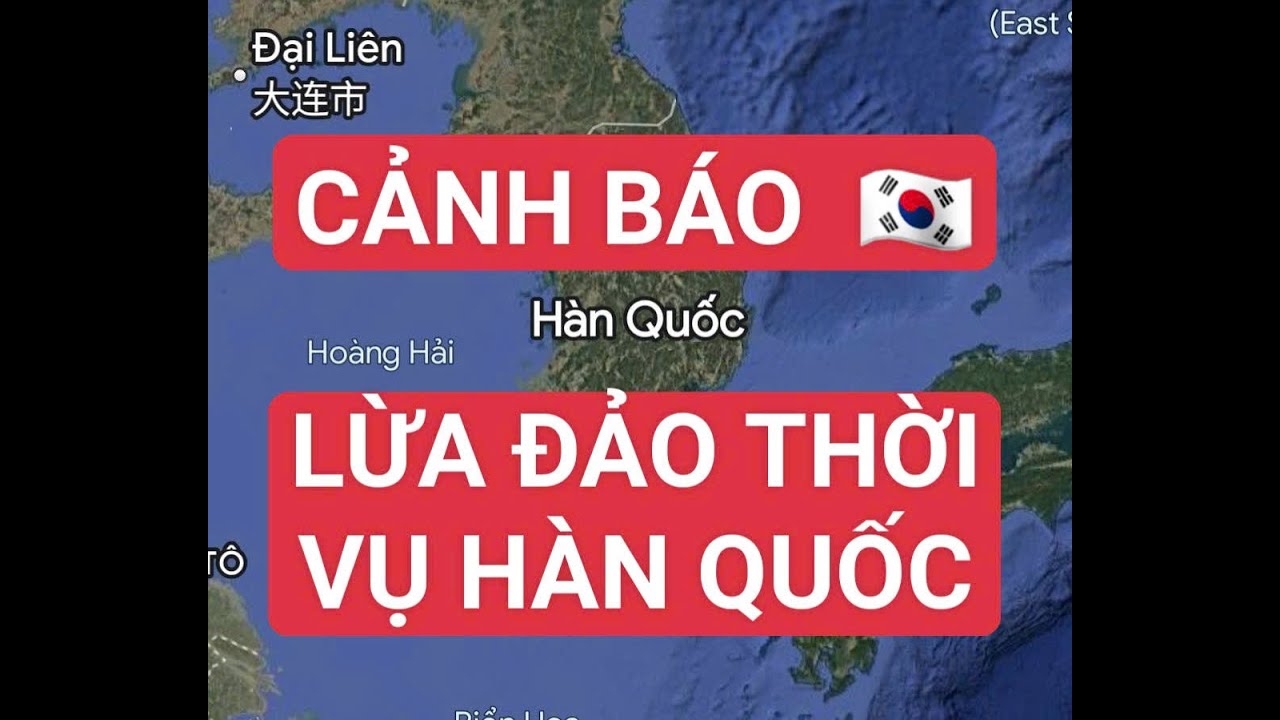 (East
Đại Liên
大连市
CẢNH BÁO 🇰🇷
Hàn Quốc
Hoàng Hải
LỪA ĐẢO THỜI
VỤ HÀN QUỐC
TÔ